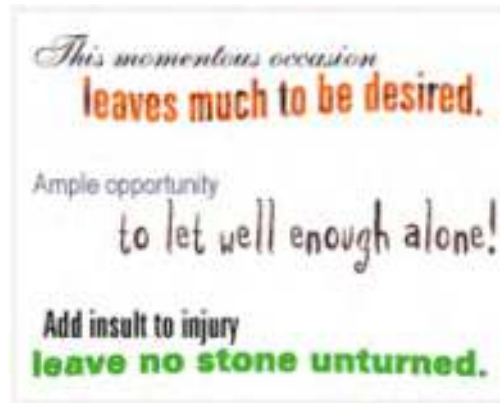 This momentous occasion
leaves much to be desired.
Ample opportunity
to let well enough alone!
Add insult to injury
leave no stone unturned.